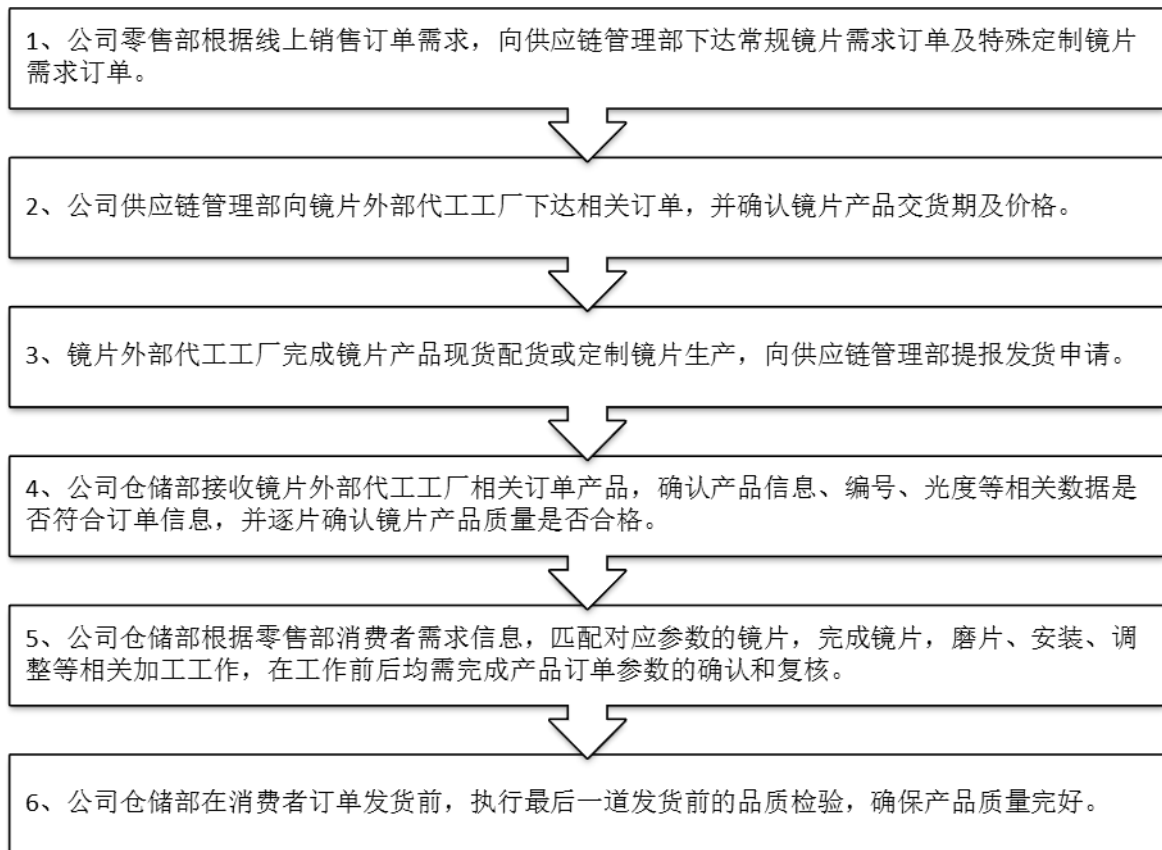 1、公司零售部根据线上销售订单需求，向供应链管理部下达常规镜片需求订单及特殊定制镜片
需求订单。
2、公司供应链管理部向镜片外部代工工厂下达相关订单，并确认镜片产品交货期及价格。
3、镜片外部代工工厂完成镜片产品现货配货或定制镜片生产，向供应链管理部提报发货申请。
4、公司仓储部接收镜片外部代工工厂相关订单产品，确认产品信息、编号、光度等相关数据是
否符合订单信息，并逐片确认镜片产品质量是否合格。
5、公司仓储部根据零售部消费者需求信息，匹配对应参数的镜片，完成镜片，磨片、安装、调
整等相关加工工作，在工作前后均需完成产品订单参数的确认和复核。
6、公司仓储部在消费者订单发货前，执行最后一道发货前的品质检验，确保产品质量完好。